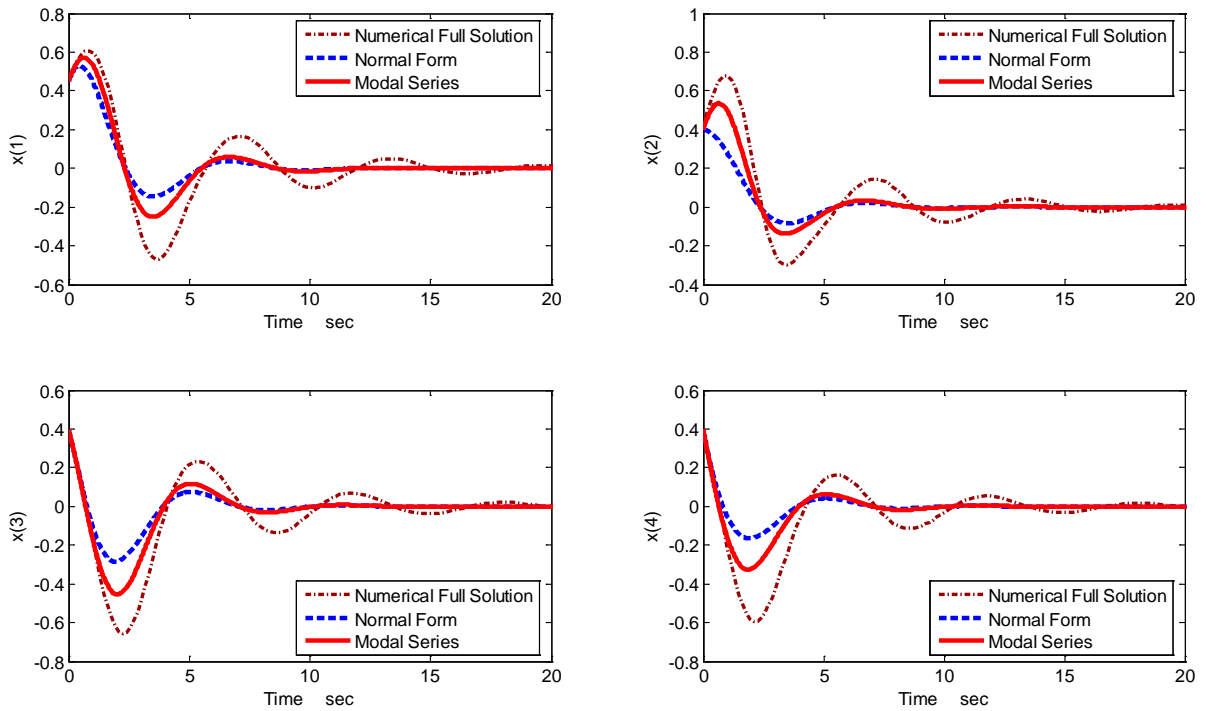 0.8
0.6
0.4
0.2
0
-0.2
-0.4
-0.6
x(1)
0 5 10 15 20
Time sec
Numerical Full Solution
Normal Form
Modal Series
1
0.8
0.6
0.4
0.2
0
-0.2
-0.4
x(2)
0 5 10 15 20
Time sec
Numerical Full Solution
Normal Form
Modal Series
0.6
0.4
0.2
0
-0.2
-0.4
-0.6
-0.8
x(3)
0 5 10 15 20
Time sec
Numerical Full Solution
Normal Form
Modal Series
0.6
0.4
0.2
0
-0.2
-0.4
-0.6
-0.8
x(4)
0 5 10 15 20
Time sec
Numerical Full Solution
Normal Form
Modal Series